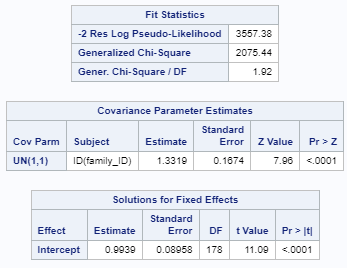 Fit Statistics
-2 Res Log Pseudo-Likelihood 3557.38
Generalized Chi-Square 2075.44
Gener. Chi-Square / DF 1.92
Covariance Parameter Estimates
Cov Parm Subject Estimate Standard Error Z Value Pr > Z
UN(1,1) ID(family_ID) 1.3319 0.1674 7.96 <.0001
Solutions for Fixed Effects
Effect Estimate Standard Error DF t Value Pr > |t|
Intercept 0.9939 0.08958 178 11.09 <.0001